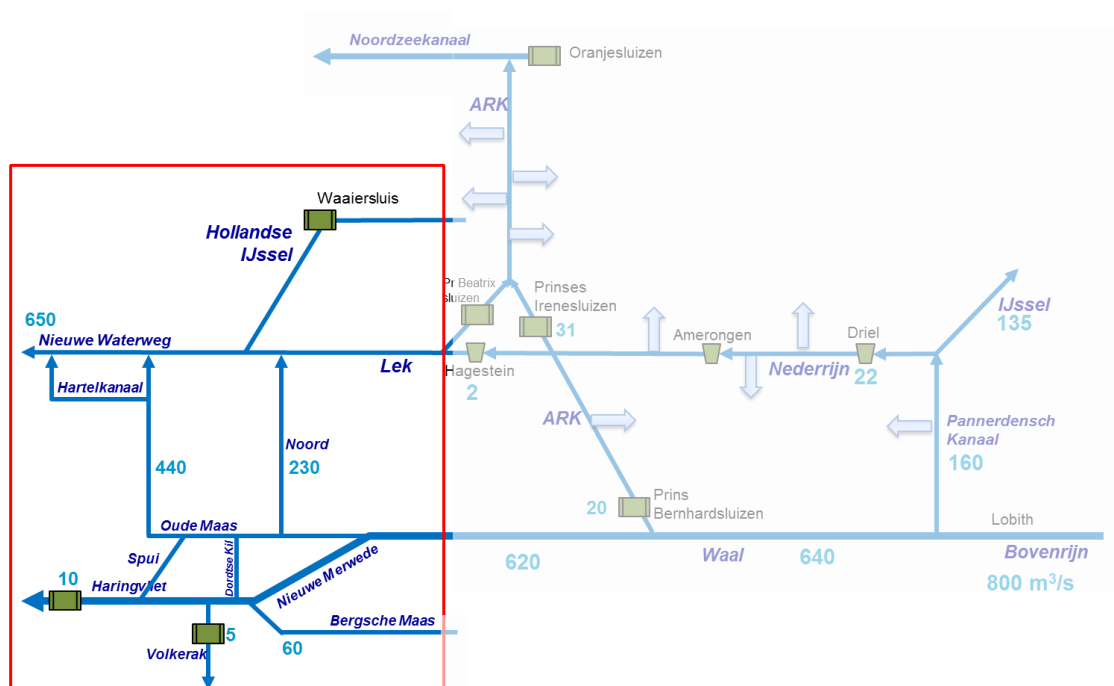 Noordzeekanaal
Oranjesluizen
ARK
Waaiersluis
Hollandse
IJssel
Pr Beatrix
sluizen
Prinses
Irenesluizen
31
IJssel
135
650
Nieuwe Waterweg
Lek
Hagestein
2
Amerongen
Driel
Nederrijn
22
Hartelkanaal
ARK
Pannerdensch
Kanaal
160
Noord
230
440
20
Prins
Bernhardsluizen
Lobith
Oude Maas
Spui
Dordtse Kil
Nieuwe Merwede
620
Waal
640
Bovenrijn
800 m³/s
10
Haringvliet
Bergsche Maas
5
60
Volkerak